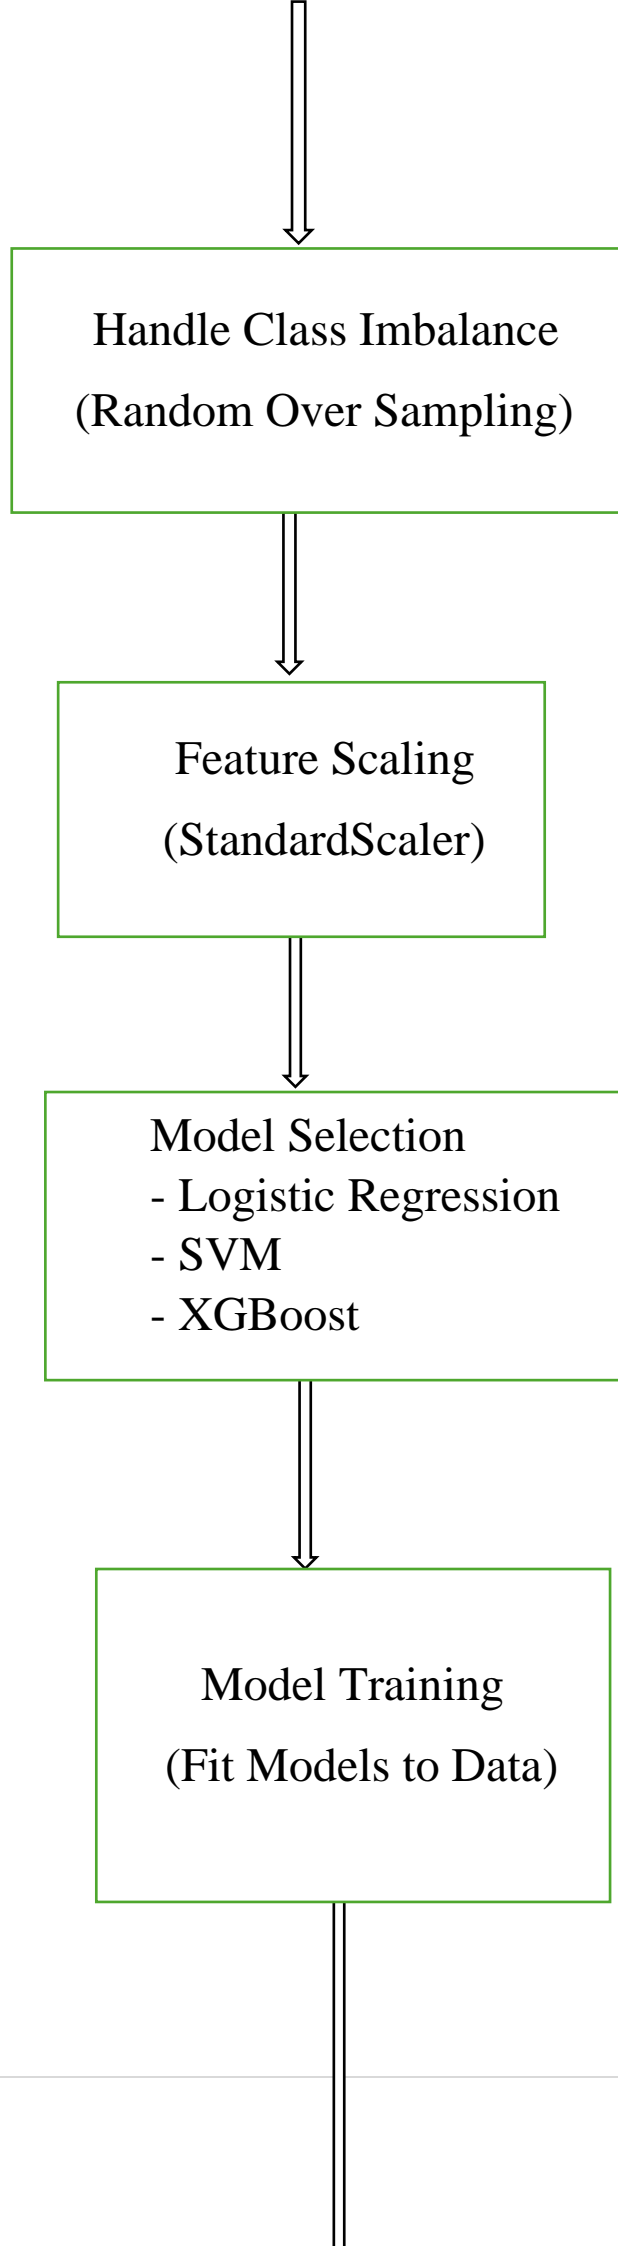 Handle Class Imbalance
(Random Over Sampling)
Feature Scaling
(StandardScaler)
Model Selection
- Logistic Regression
- SVM
- XGBoost
Model Training
(Fit Models to Data)